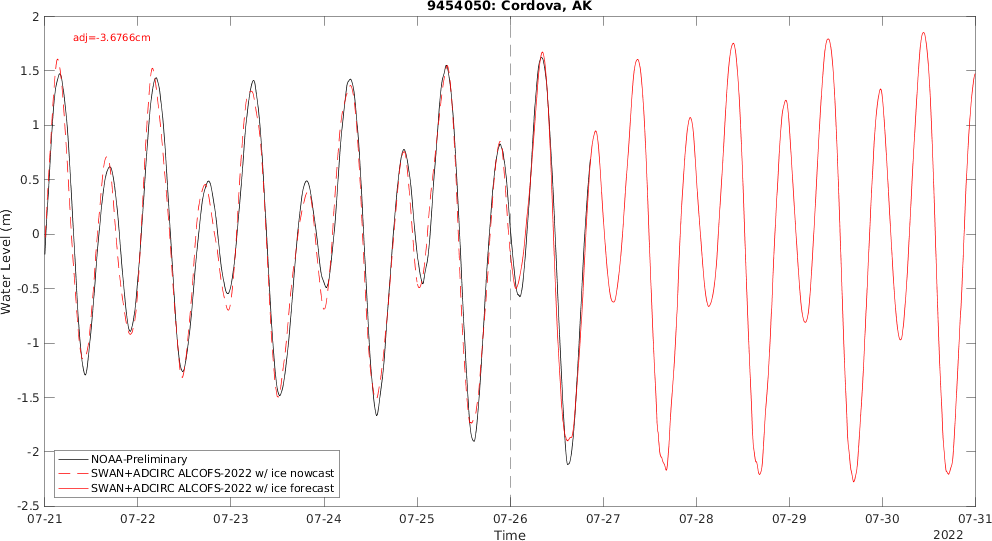 9454050: Cordova, AK
adj=-3.6766cm
Water Level (m)
2
1.5
1
0.5
0
-0.5
-1
-1.5
-2
-2.5
NOAA-Preliminary
SWAN+ADCIRC ALCOFS-2022 w/ ice nowcast
SWAN+ADCIRC ALCOFS-2022 w/ ice forecast
07-21 07-22 07-23 07-24 07-25 07-26 07-27 07-28 07-29 07-30 07-31
Time
2022